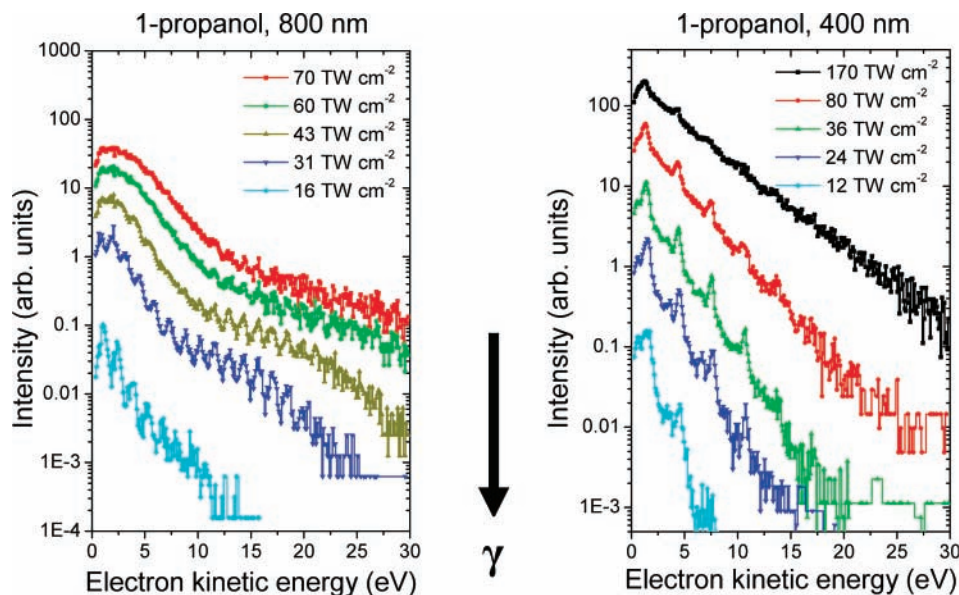 1-propanol, 800 nm
1000
100
10
1
0.1
0.01
1E-3
1E-4
Intensity (arb. units)
70 TW cm⁻²
60 TW cm⁻²
43 TW cm⁻²
31 TW cm⁻²
16 TW cm⁻²
0 5 10 15 20 25 30
Electron kinetic energy (eV)
γ
1-propanol, 400 nm
100
10
1
0.1
0.01
1E-3
Intensity (arb. units)
170 TW cm⁻²
80 TW cm⁻²
36 TW cm⁻²
24 TW cm⁻²
12 TW cm⁻²
0 5 10 15 20 25 30
Electron kinetic energy (eV)